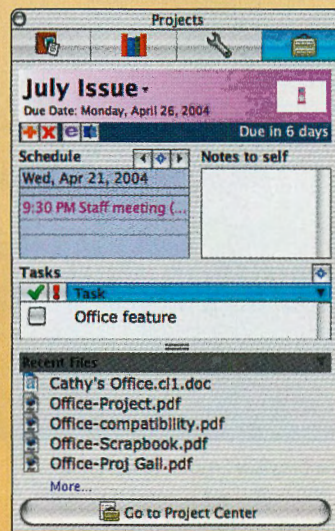 Projects
July Issue
Due Date: Monday, April 26, 2004
Due in 6 days
Schedule
Notes to self
Wed, Apr 21, 2004
9:30 PM Staff meeting (...
Tasks
Task
Office feature
Recent Files
Cathy's Office.cl1.doc
Office-Project.pdf
Office-compatibility.pdf
Office-Scrapbook.pdf
Office-Proj Gall.pdf
More...
Go to Project Center